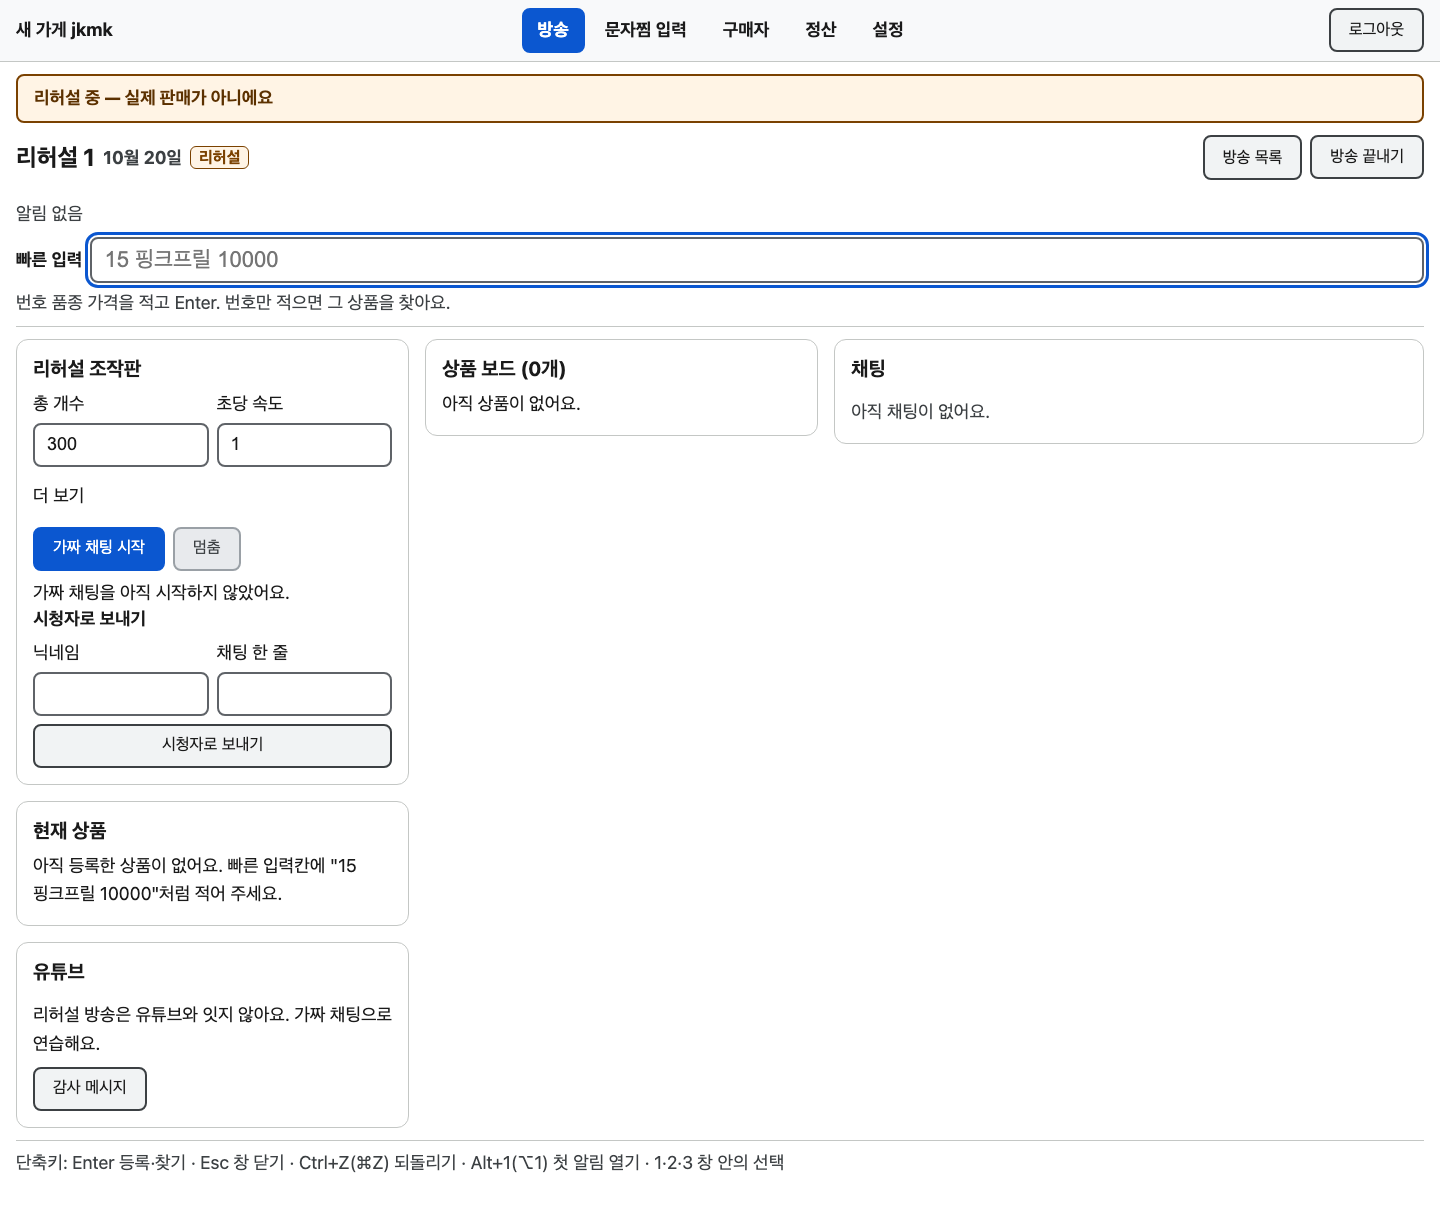 새 가게 jkmk
방송
문자찜 입력
구매자
정산
설정
로그아웃
리허설 중 — 실제 판매가 아니에요
리허설 1 10월 20일 리허설
방송 목록
방송 끝내기
알림 없음
빠른 입력
15 핑크프릴 10000
번호 품종 가격을 적고 Enter. 번호만 적으면 그 상품을 찾아요.
리허설 조작판
총 개수
초당 속도
300
1
더 보기
가짜 채팅 시작
멈춤
가짜 채팅을 아직 시작하지 않았어요.
시청자로 보내기
닉네임
채팅 한 줄
시청자로 보내기
현재 상품
아직 등록한 상품이 없어요. 빠른 입력칸에 "15
핑크프릴 10000"처럼 적어 주세요.
유튜브
리허설 방송은 유튜브와 잇지 않아요. 가짜 채팅으로
연습해요.
감사 메시지
상품 보드 (0개)
아직 상품이 없어요.
채팅
아직 채팅이 없어요.
단축키: Enter 등록·찾기 · Esc 창 닫기 · Ctrl+Z(⌘Z) 되돌리기 · Alt+1(⌥1) 첫 알림 열기 · 1·2·3 창 안의 선택